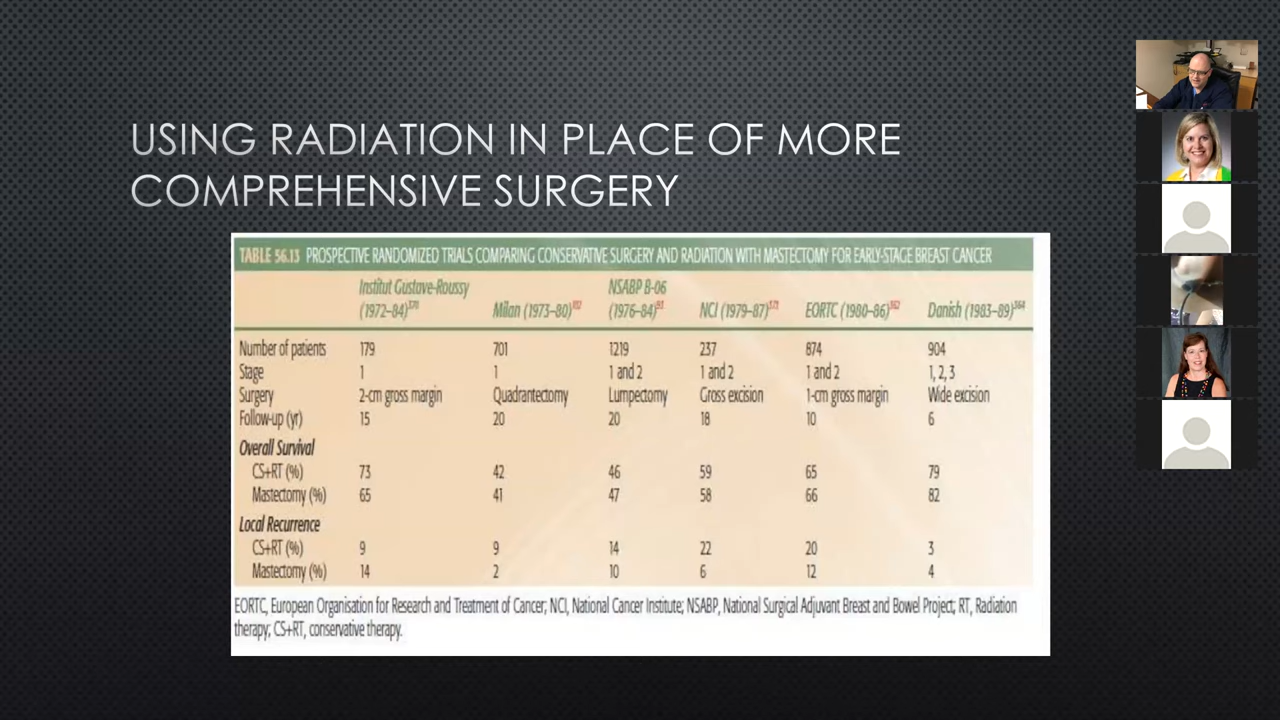 USING RADIATION IN PLACE OF MORE
COMPREHENSIVE SURGERY
TABLE 56.13 PROSPECTIVE RANDOMIZED TRIALS COMPARING CONSERVATIVE SURGERY AND RADIATION WITH MASTECTOMY FOR EARLY-STAGE BREAST CANCER
Institut Gustave-Roussy (1972–84) Milan (1973–80) NSABP B-06 (1976–84) NCI (1979–87) EORTC (1980–86) Danish (1983–89)
Number of patients 179 701 1219 237 874 904
Stage 1 1 1 and 2 1 and 2 1 and 2 1, 2, 3
Surgery 2-cm gross margin Quadrantectomy Lumpectomy Gross excision 1-cm gross margin Wide excision
Follow-up (yr) 15 20 20 18 10 6
Overall Survival
CS+RT (%) 73 42 46 59 65 79
Mastectomy (%) 65 41 47 58 66 82
Local Recurrence
CS+RT (%) 9 9 14 22 20 3
Mastectomy (%) 14 2 10 6 12 4
EORTC, European Organisation for Research and Treatment of Cancer; NCI, National Cancer Institute; NSABP, National Surgical Adjuvant Breast and Bowel Project; RT, Radiation
therapy; CS+RT, conservative therapy.